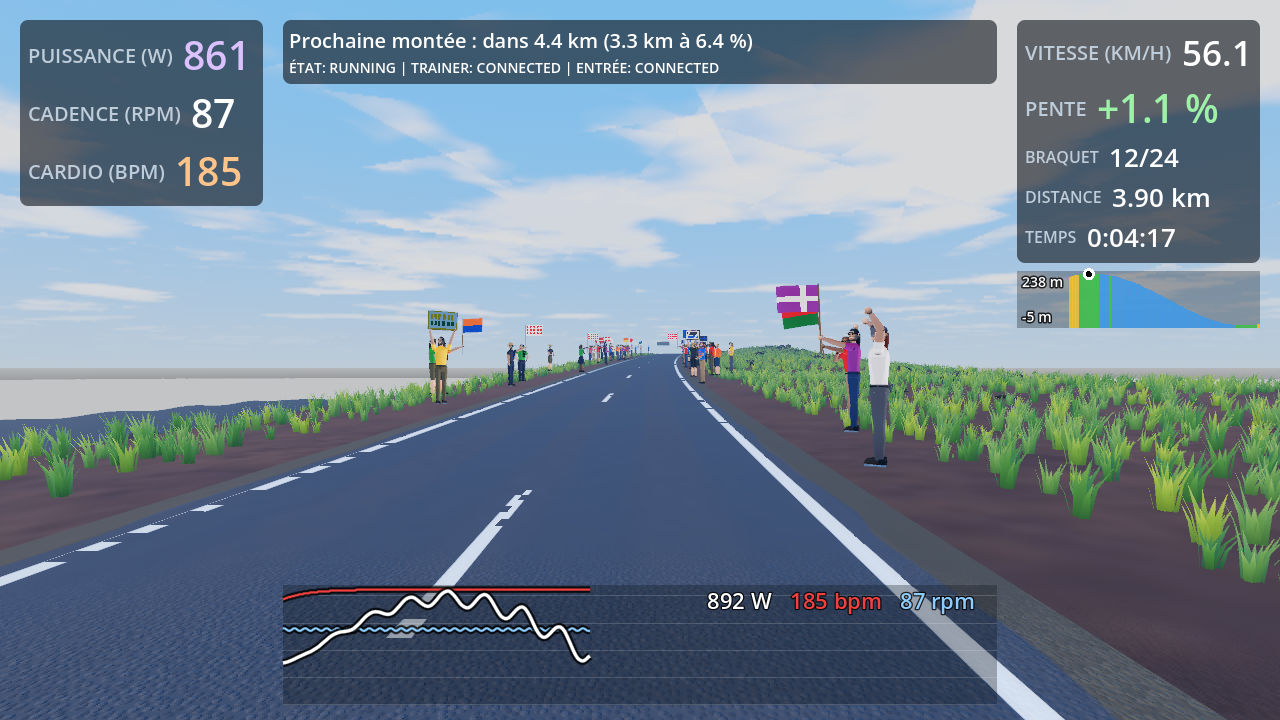 PUISSANCE (W) 861
CADENCE (RPM) 87
CARDIO (BPM) 185
Prochaine montée : dans 4.4 km (3.3 km à 6.4 %)
ÉTAT: RUNNING | TRAINER: CONNECTED | ENTRÉE: CONNECTED
VITESSE (KM/H) 56.1
PENTE +1.1 %
BRAQUET 12/24
DISTANCE 3.90 km
TEMPS 0:04:17
238 m
-5 m
892 W 185 bpm 87 rpm